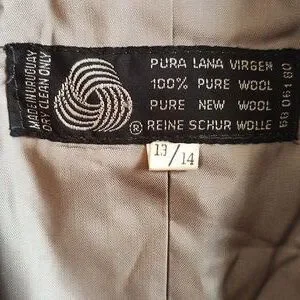 MADE IN URUGUAY
DRY CLEAN ONLY
PURA LANA VIRGEN
100% PURE WOOL
PURE NEW WOOL
® REINE SCHUR WOLLE
13/14